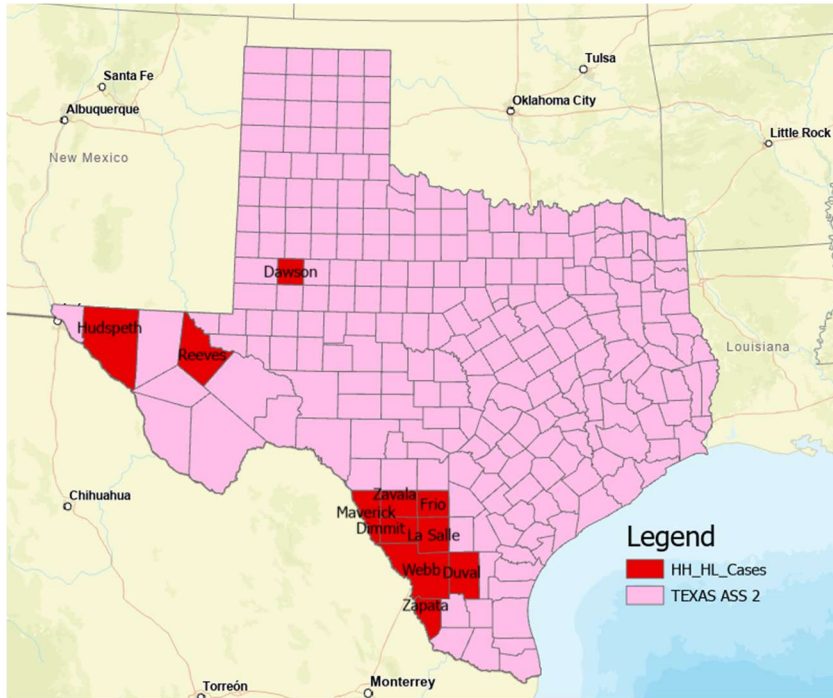 Tulsa
Santa Fe
Oklahoma City
Albuquerque
Little Rock
New Mexico
Dawson
Hudspeth
Louisiana
Reeves
Chihuahua
Zavala
Frio
Maverick
Dimmit
La Salle
Legend
Webb
Duval
HH_HL_Cases
TEXAS ASS 2
Zapata
Torreón
Monterrey